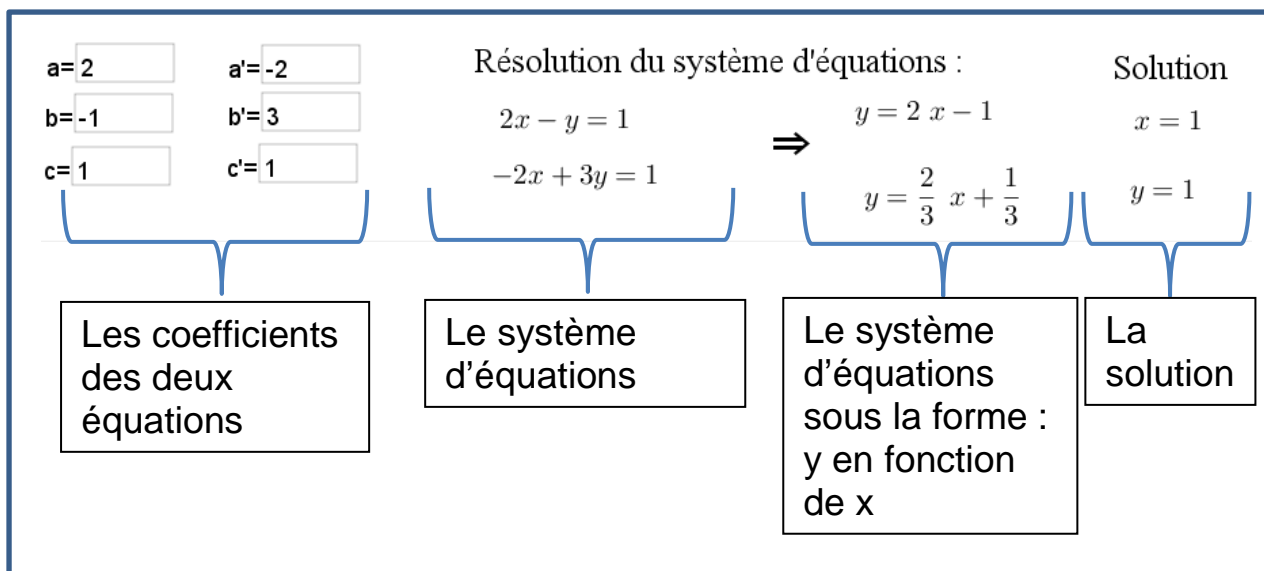 a= 2
a'= -2
b= -1
b'= 3
c= 1
c'= 1
Résolution du système d'équations :
2x − y = 1
−2x + 3y = 1
⇒
y = 2 x − 1
y = 2/3 x + 1/3
Solution
x = 1
y = 1
Les coefficients
des deux
équations
Le système
d’équations
Le système
d’équations
sous la forme :
y en fonction
de x
La
solution